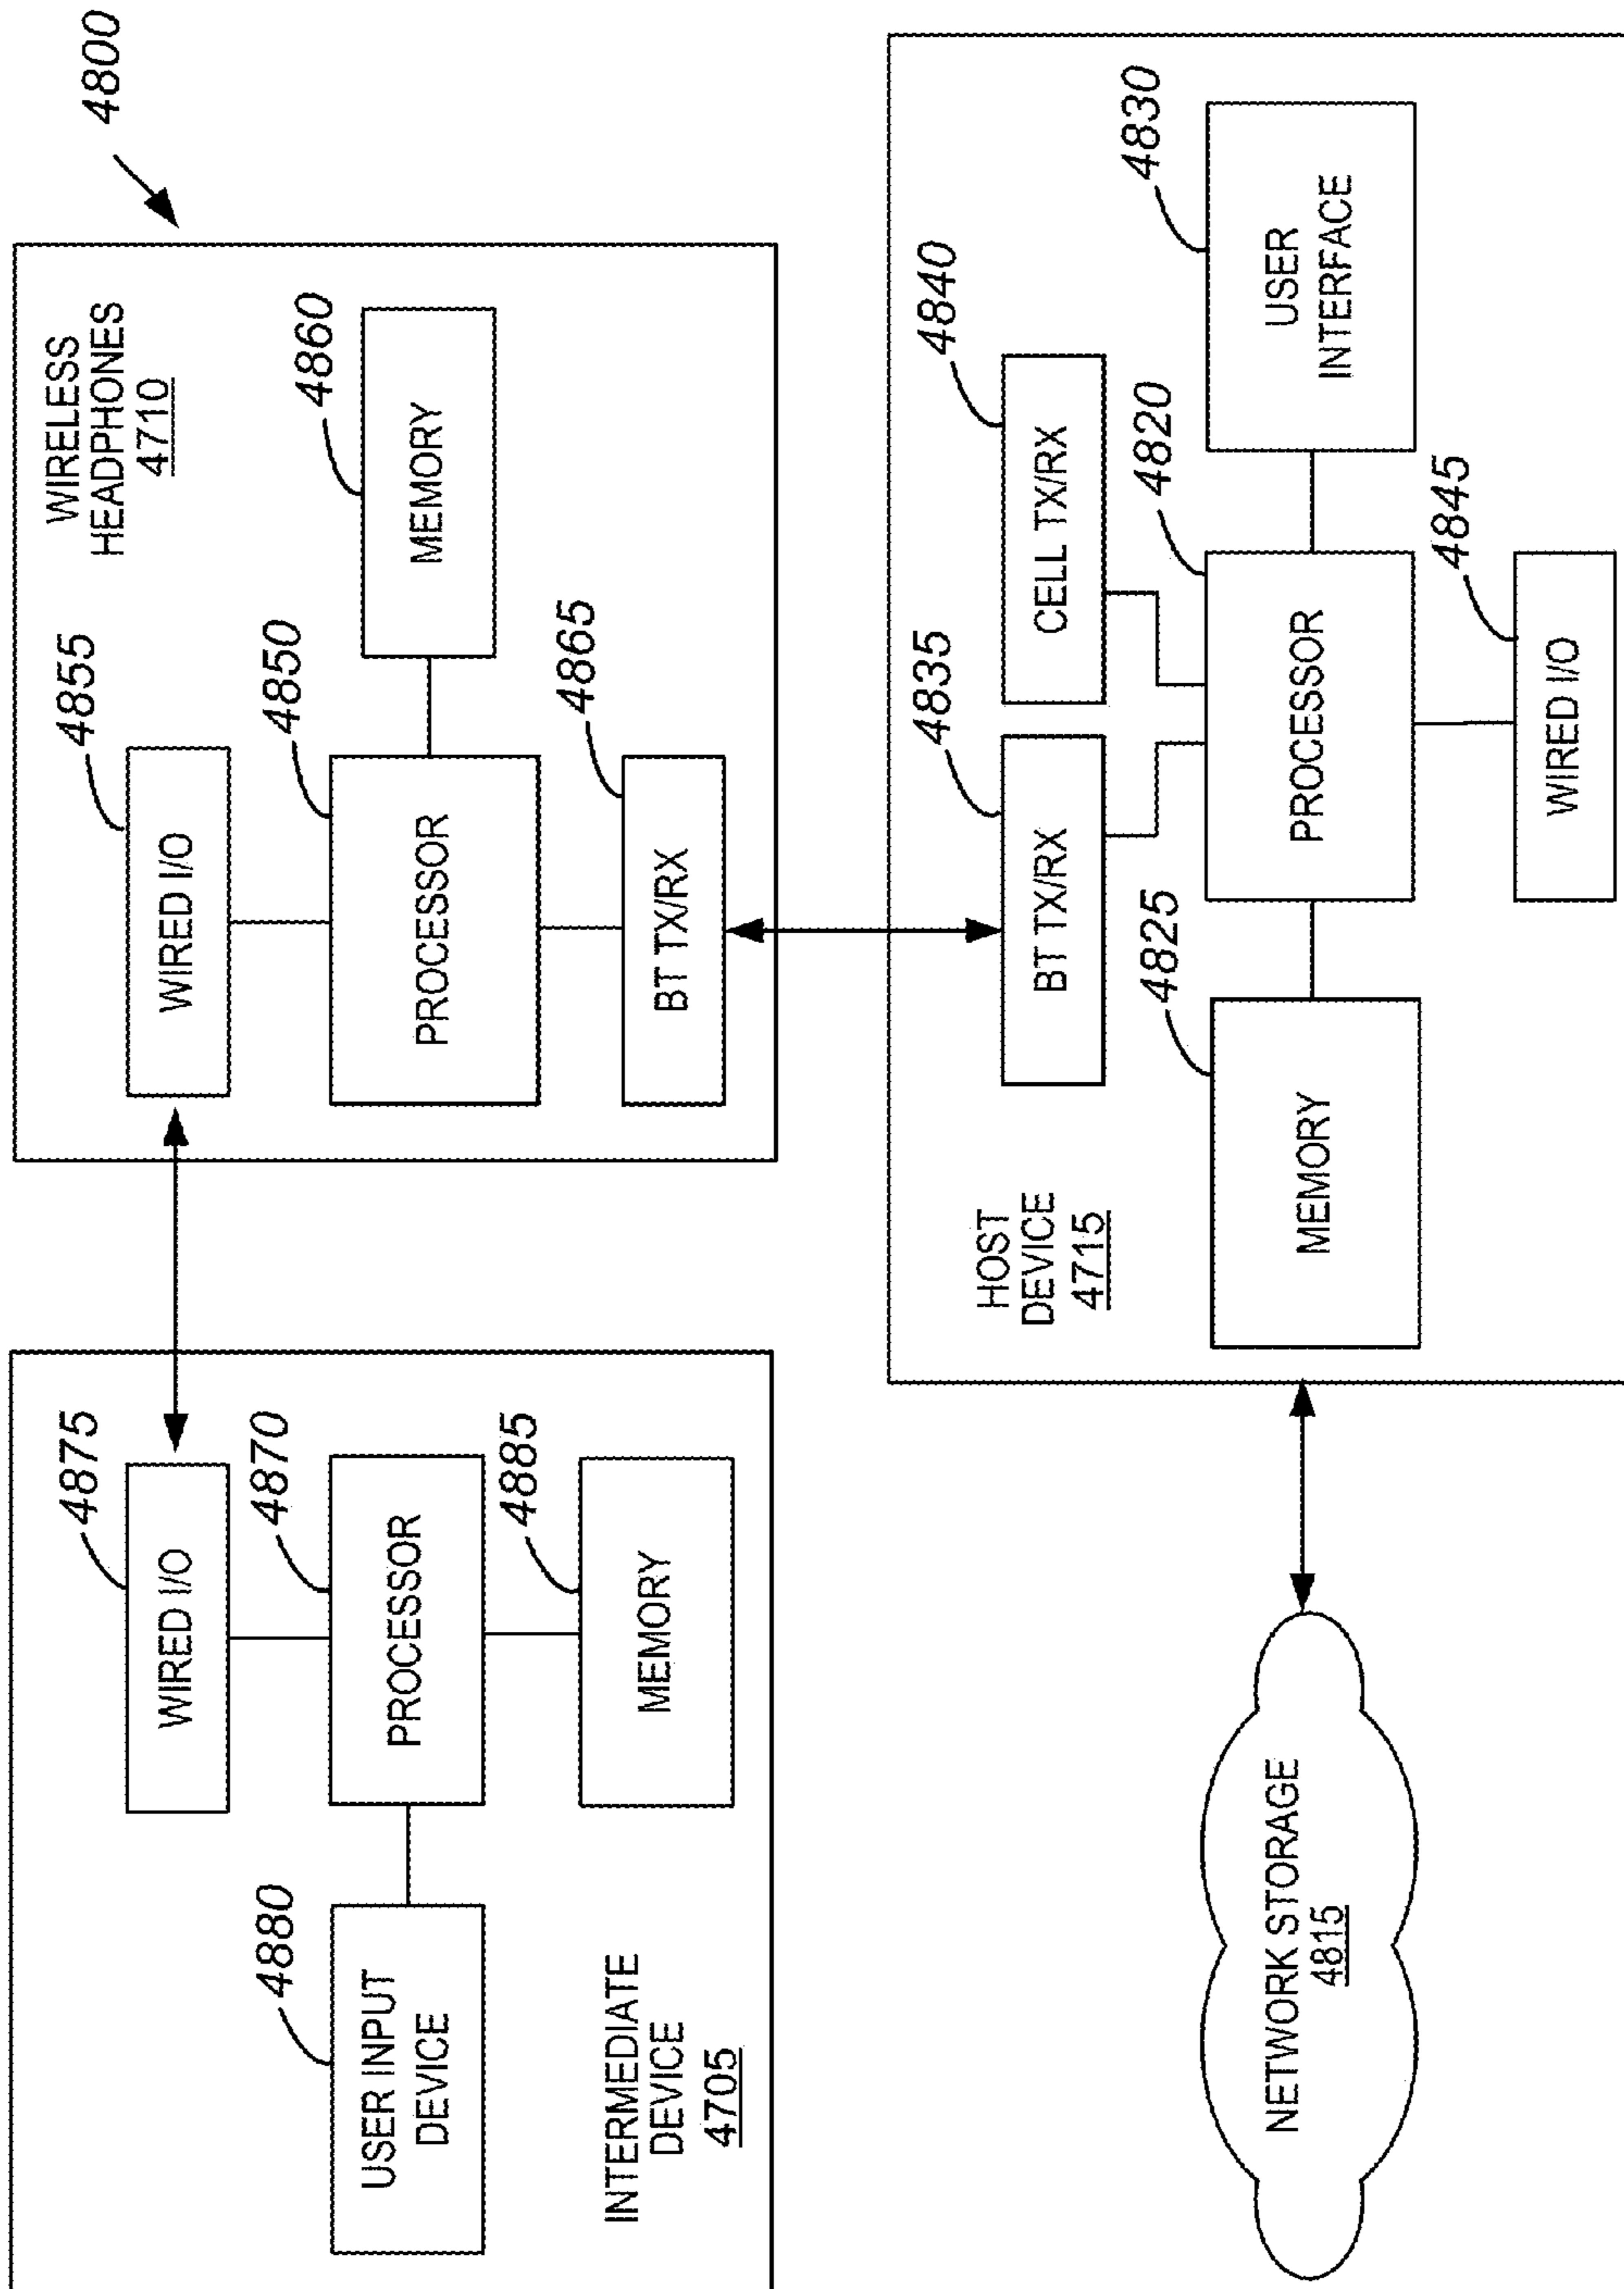 4800
INTERMEDIATE
DEVICE
4705
USER INPUT
DEVICE
4880
WIRED I/O
4875
PROCESSOR
4870
MEMORY
4885
WIRELESS
HEADPHONES
4710
WIRED I/O
4855
PROCESSOR
4850
MEMORY
4860
BT TX/RX
4865
NETWORK STORAGE
4815
HOST
DEVICE
4715
MEMORY
4825
BT TX/RX
4835
CELL TX/RX
4840
PROCESSOR
4820
USER
INTERFACE
4830
WIRED I/O
4845